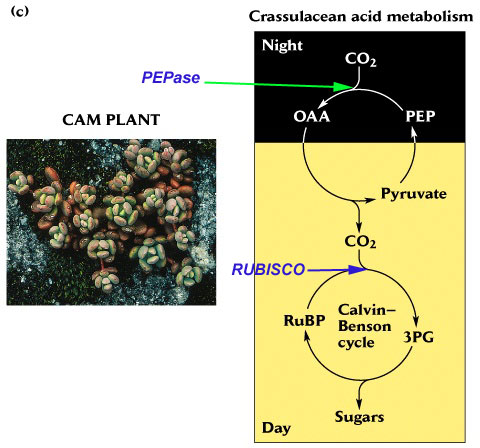 (c)
Crassulacean acid metabolism
Night
CO₂
PEPase
OAA
PEP
CAM PLANT
Pyruvate
CO₂
RUBISCO
RuBP
Calvin–
Benson
cycle
3PG
Sugars
Day